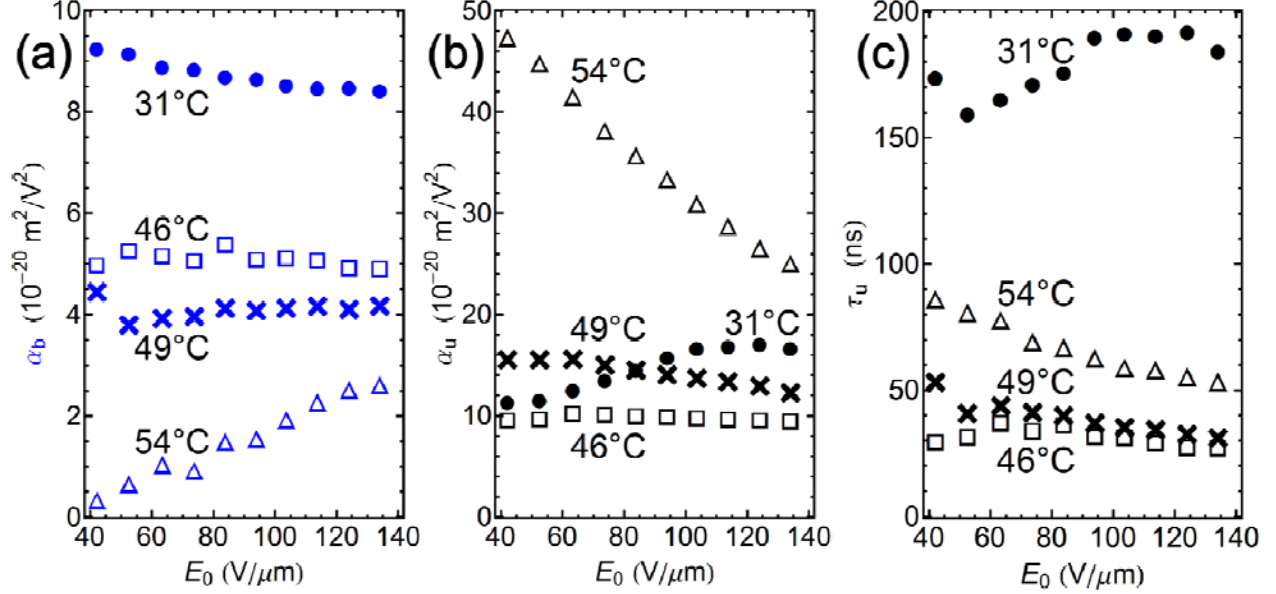 (a)
10
8
6
4
2
0
α_b (10⁻²⁰ m²/V²)
31°C
46°C
49°C
54°C
40 60 80 100 120 140
E₀ (V/μm)
(b)
50
40
30
20
10
0
α_u (10⁻²⁰ m²/V²)
54°C
49°C
31°C
46°C
40 60 80 100 120 140
E₀ (V/μm)
(c)
200
150
100
50
0
τ_u (ns)
31°C
54°C
49°C
46°C
40 60 80 100 120 140
E₀ (V/μm)